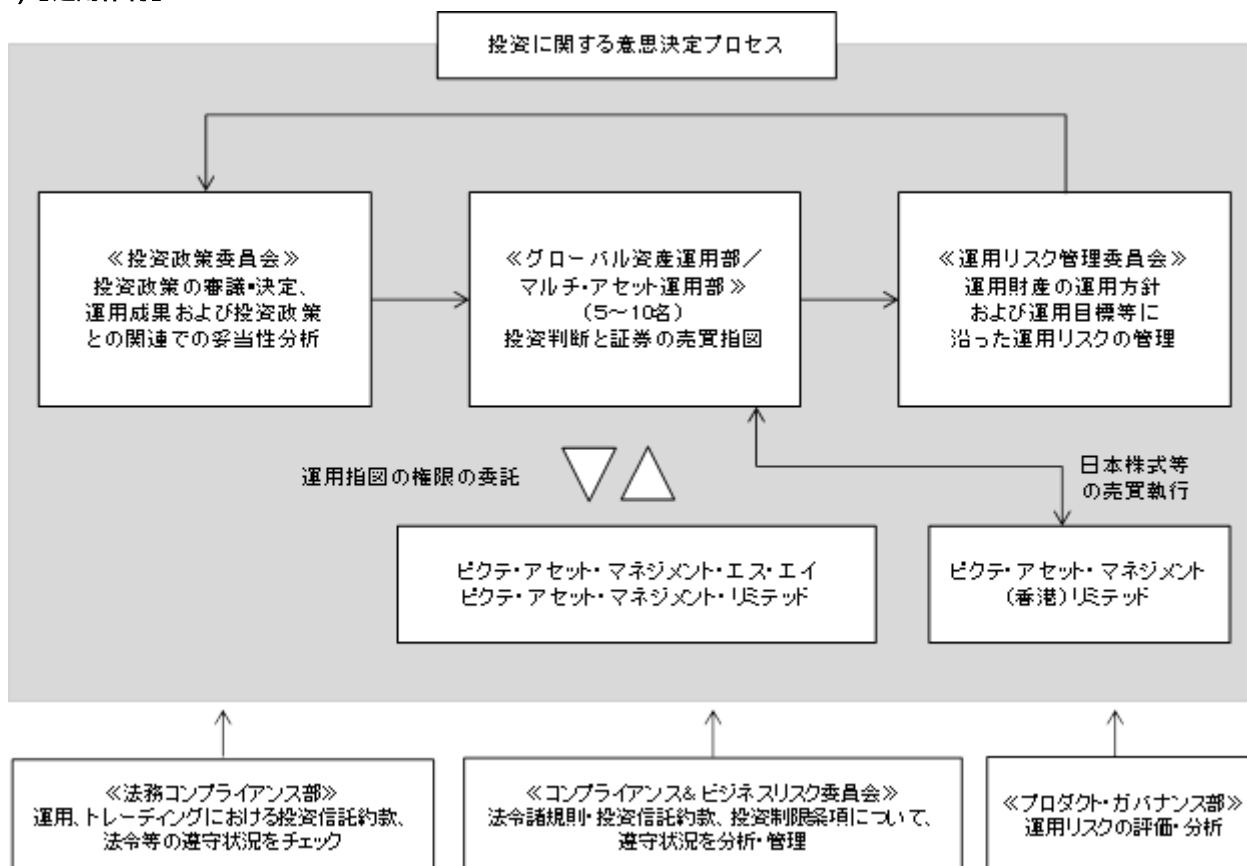 投資に関する意思決定プロセス
≪投資政策委員会≫
投資政策の審議・決定、
運用成果および投資政策
との関連での妥当性分析
≪グローバル資産運用部／
マルチ・アセット運用部≫
（5～10名）
投資判断と証券の売買指図
≪運用リスク管理委員会≫
運用財産の運用方針
および運用目標等に
沿った運用リスクの管理
運用指図の権限の委託
日本株式等
の売買執行
ピクテ・アセット・マネジメント・エス・エイ
ピクテ・アセット・マネジメント・リミテッド
ピクテ・アセット・マネジメント
（香港）リミテッド
≪法務コンプライアンス部≫
運用、トレーディングにおける投資信託約款、
法令等の遵守状況をチェック
≪コンプライアンス&ビジネスリスク委員会≫
法令諸規則・投資信託約款、投資制限条項について、
遵守状況を分析・管理
≪プロダクト・ガバナンス部≫
運用リスクの評価・分析